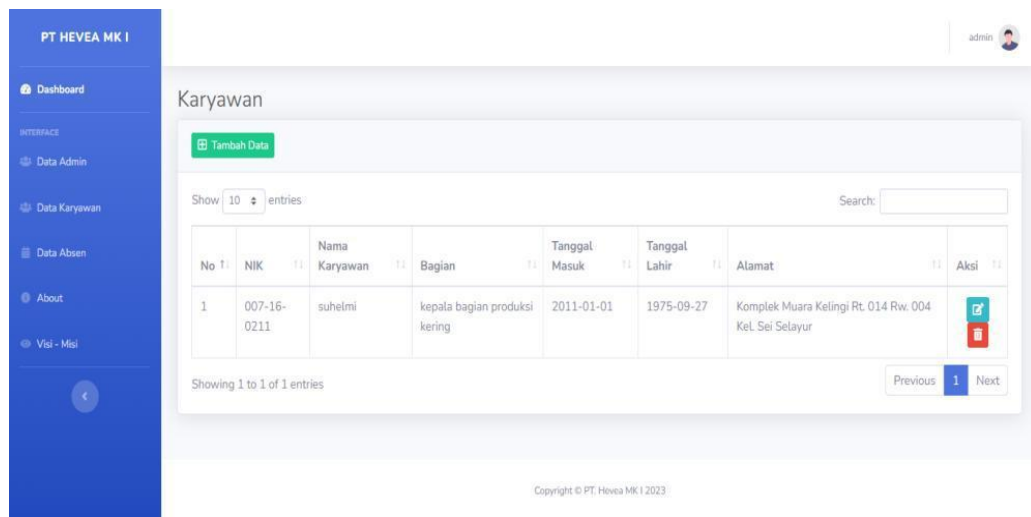 PT HEVEA MK I
admin
Dashboard
INTERFACE
Data Admin
Data Karyawan
Data Absen
About
Visi - Misi
Karyawan
Tambah Data
Show 10 entries
Search:
No NIK Nama Karyawan Bagian Tanggal Masuk Tanggal Lahir Alamat Aksi
1 007-16- suhelmi kepala bagian produksi 2011-01-01 1975-09-27 Komplek Muara Kelingi Rt. 014 Rw. 004
0211 kering Kel. Sei Selayur
Showing 1 to 1 of 1 entries
Previous 1 Next
Copyright © PT. Hevea MK I 2023